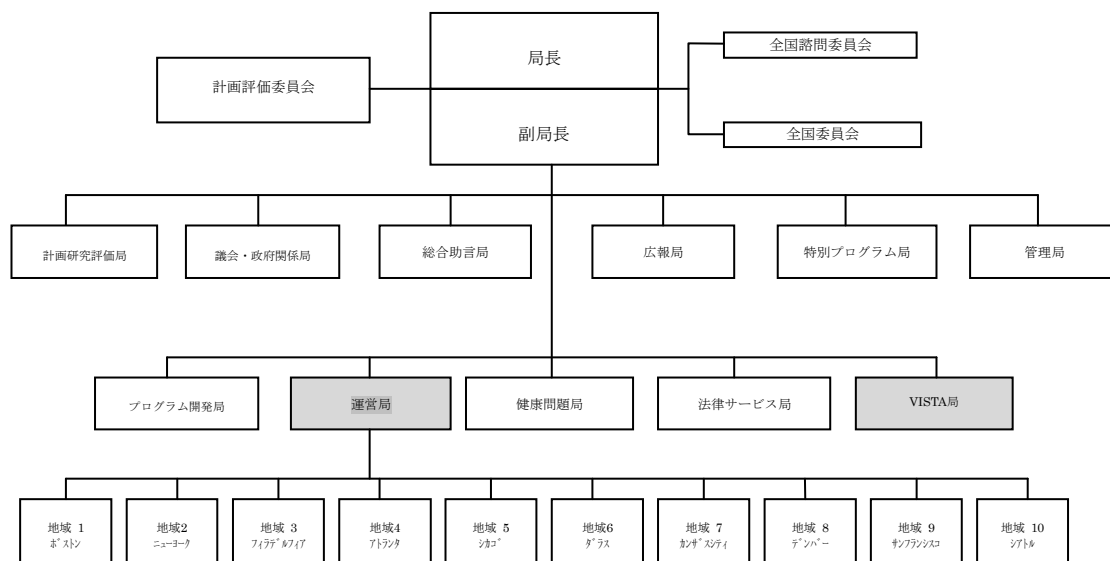 局長
全国諮問委員会
計画評価委員会
副局長
全国委員会
計画研究評価局
議会・政府関係局
総合助言局
広報局
特別プログラム局
管理局
プログラム開発局
運営局
健康問題局
法律サービス局
VISTA局
地域 1
ﾎﾞｽﾄﾝ
地域2
ﾆｭｰﾖｰｸ
地域 3
ﾌｨﾗﾃﾞﾙﾌｨｱ
地域4
ｱﾄﾗﾝﾀ
地域 5
ｼｶｺﾞ
地域6
ﾀﾞﾗｽ
地域 7
ｶﾝｻﾞｽｼﾃｨ
地域 8
ﾃﾞﾝﾊﾞｰ
地域 9
ｻﾝﾌﾗﾝｼｽｺ
地域 10
ｼｱﾄﾙ